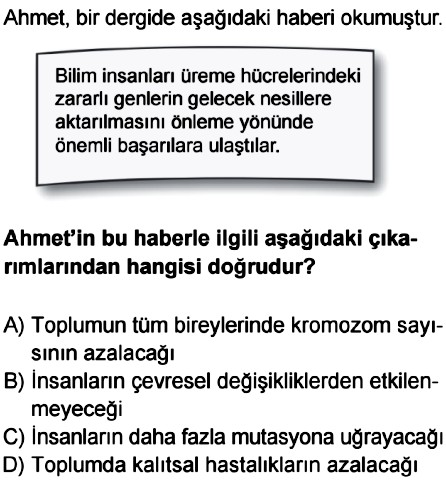 Ahmet, bir dergide aşağıdaki haberi okumuştur.
Bilim insanları üreme hücrelerindeki
zararlı genlerin gelecek nesillere
aktarılmasını önleme yönünde
önemli başarılara ulaştılar.
Ahmet'in bu haberle ilgili aşağıdaki çıka-
rımlarından hangisi doğrudur?
A) Toplumun tüm bireylerinde kromozom sayı-
sının azalacağı
B) İnsanların çevresel değişikliklerden etkilen-
meyeceği
C) İnsanların daha fazla mutasyona uğrayacağı
D) Toplumda kalıtsal hastalıkların azalacağı